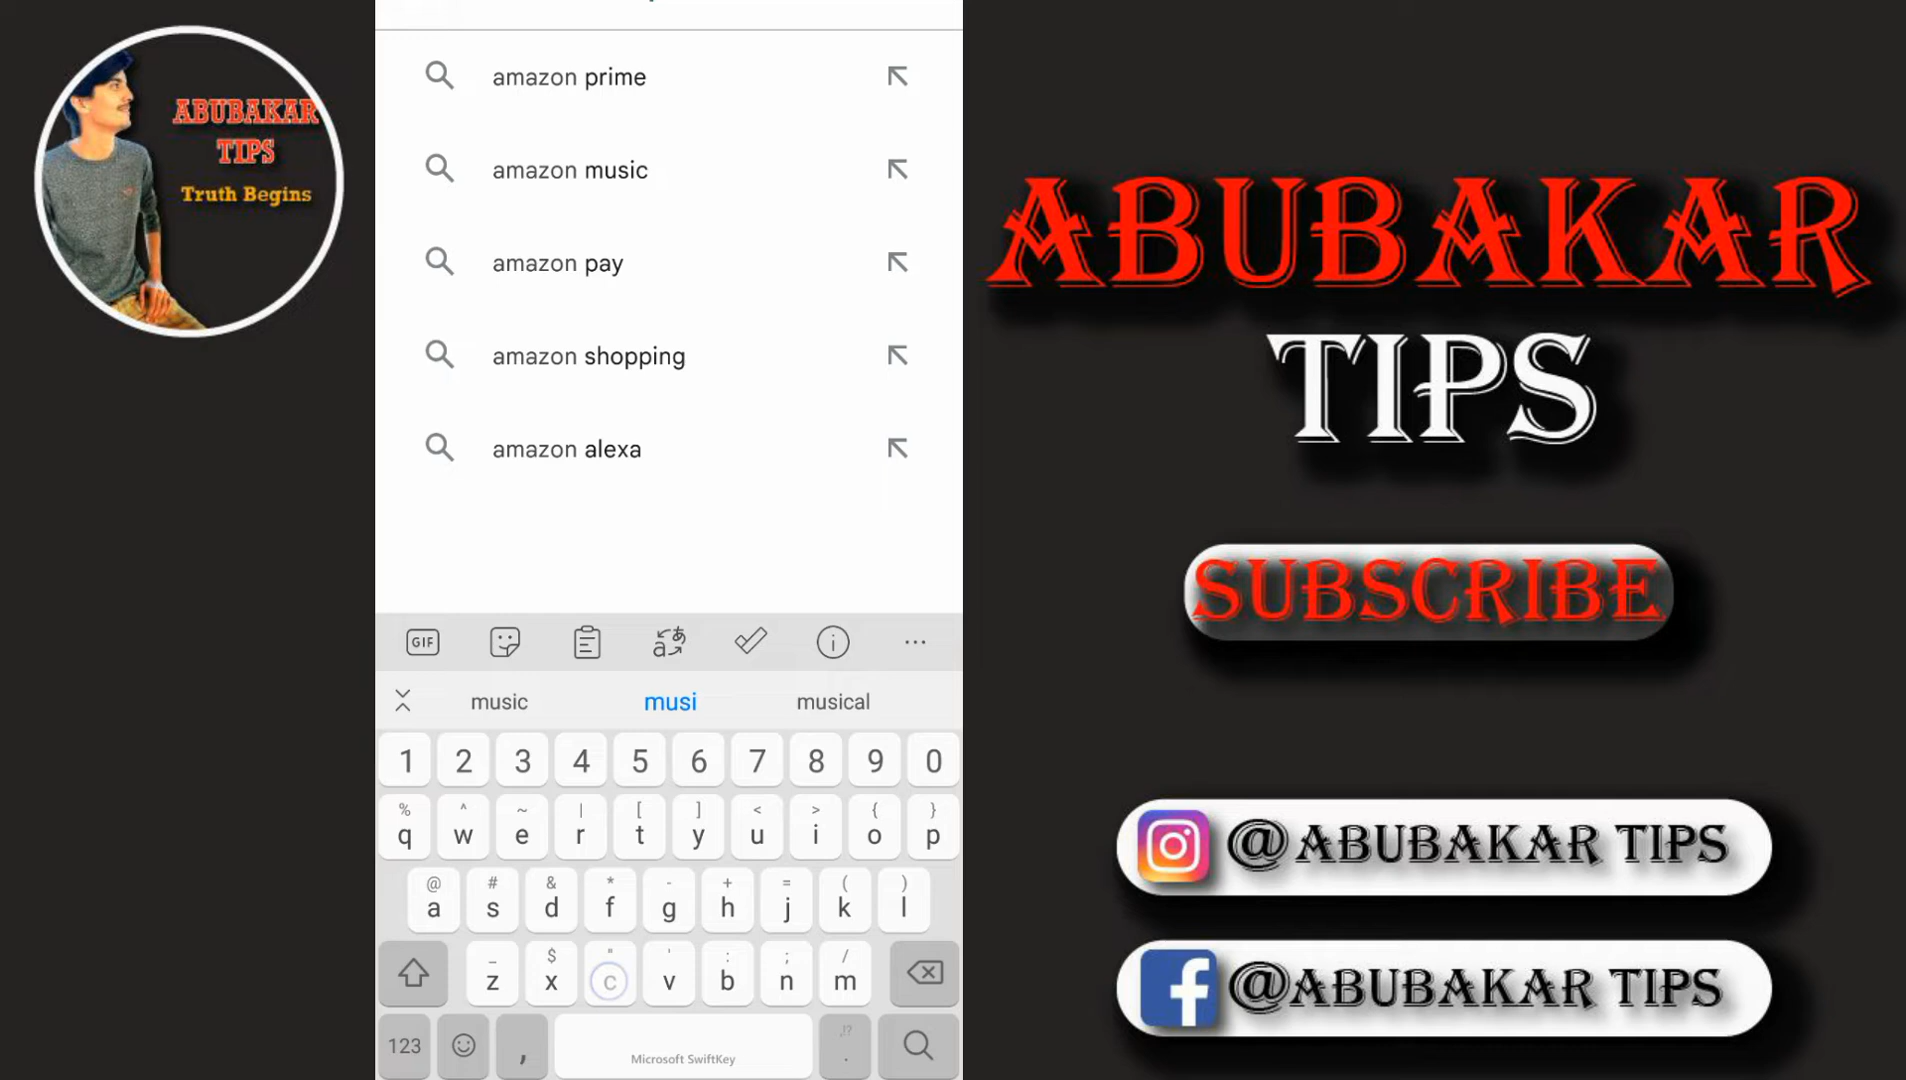 ABUBAKAR
TIPS
Truth Begins
amazon prime
amazon music
amazon pay
amazon shopping
amazon alexa
GIF
music musi musical
1 2 3 4 5 6 7 8 9 0
% ^ ~ | [ ] < > { }
q w e r t y u i o p
@ # & * - + = ( )
a s d f g h j k l
_ $ " ' : ; /
z x c v b n m
,!?
123 , Microsoft SwiftKey .
ABUBAKAR
TIPS
SUBSCRIBE
@ABUBAKAR TIPS
@ABUBAKAR TIPS